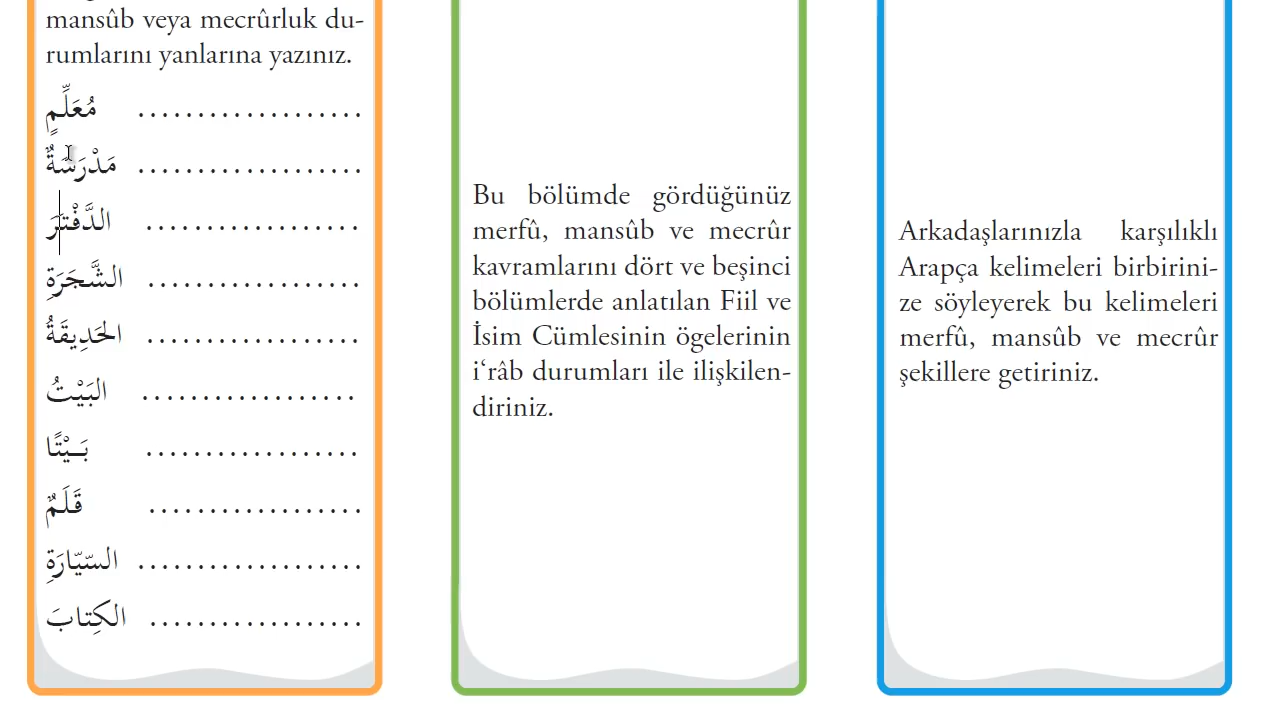 mansûb veya mecrûrluk du-
rumlarını yanlarına yazınız.
مُعَلِّمٍ ...................
مَدْرَسَةٌ ...................
الدَّفْتَرَ ..................
الشَّجَرَةِ ..................
الحَدِيقَةُ ..................
البَيْتُ ..................
بَـيْتًا ..................
قَلَمٌ ..................
السّيّارَةِ ...................
الكِتابَ ..................
Bu bölümde gördüğünüz
merfû, mansûb ve mecrûr
kavramlarını dört ve beşinci
bölümlerde anlatılan Fiil ve
İsim Cümlesinin ögelerinin
i‘râb durumları ile ilişkilen-
diriniz.
Arkadaşlarınızla karşılıklı
Arapça kelimeleri birbirini-
ze söyleyerek bu kelimeleri
merfû, mansûb ve mecrûr
şekillere getiriniz.